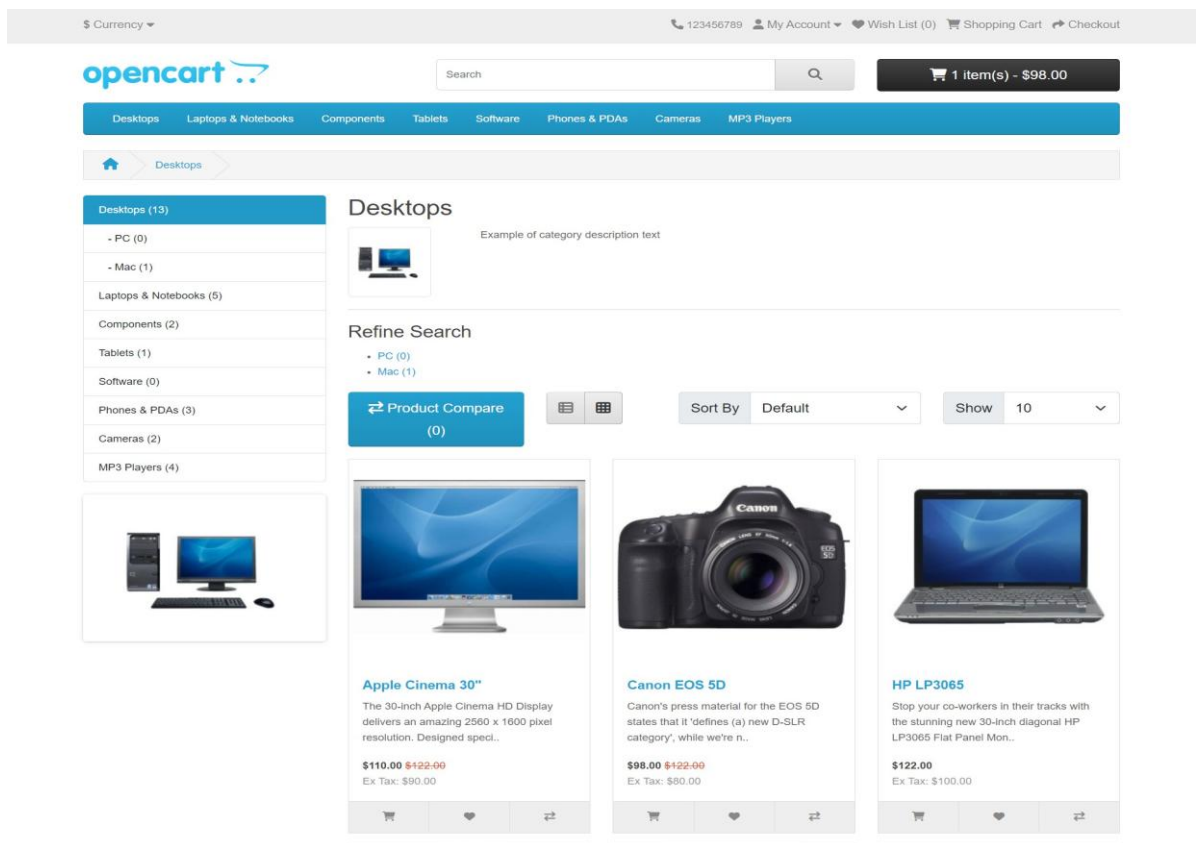 $ Currency
123456789 My Account Wish List (0) Shopping Cart Checkout
opencart
Search
1 item(s) - $98.00
Desktops Laptops & Notebooks Components Tablets Software Phones & PDAs Cameras MP3 Players
Desktops
Desktops (13)
- PC (0)
- Mac (1)
Laptops & Notebooks (5)
Components (2)
Tablets (1)
Software (0)
Phones & PDAs (3)
Cameras (2)
MP3 Players (4)
Desktops
Example of category description text
Refine Search
• PC (0)
• Mac (1)
Product Compare
(0)
Sort By Default
Show 10
Canon
EOS
5D
Apple Cinema 30"
The 30-inch Apple Cinema HD Display
delivers an amazing 2560 x 1600 pixel
resolution. Designed speci..
$110.00 $122.00
Ex Tax: $90.00
Canon EOS 5D
Canon's press material for the EOS 5D
states that it 'defines (a) new D-SLR
category', while we're n..
$98.00 $122.00
Ex Tax: $80.00
HP LP3065
Stop your co-workers in their tracks with
the stunning new 30-inch diagonal HP
LP3065 Flat Panel Mon..
$122.00
Ex Tax: $100.00